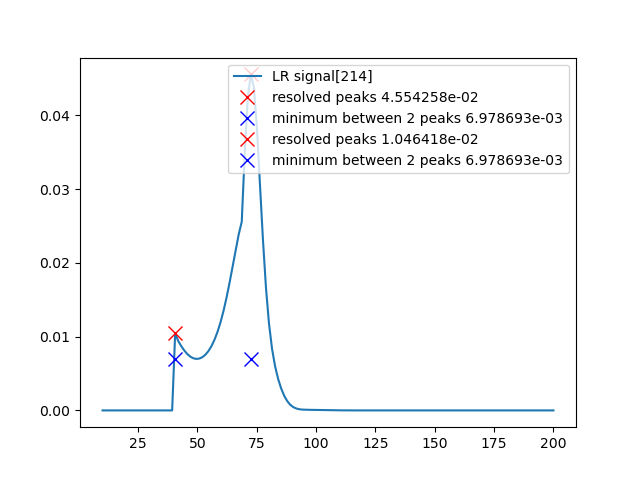 LR signal[214]
resolved peaks 4.554258e-02
minimum between 2 peaks 6.978693e-03
resolved peaks 1.046418e-02
minimum between 2 peaks 6.978693e-03
0.04
0.03
0.02
0.01
0.00
25 50 75 100 125 150 175 200